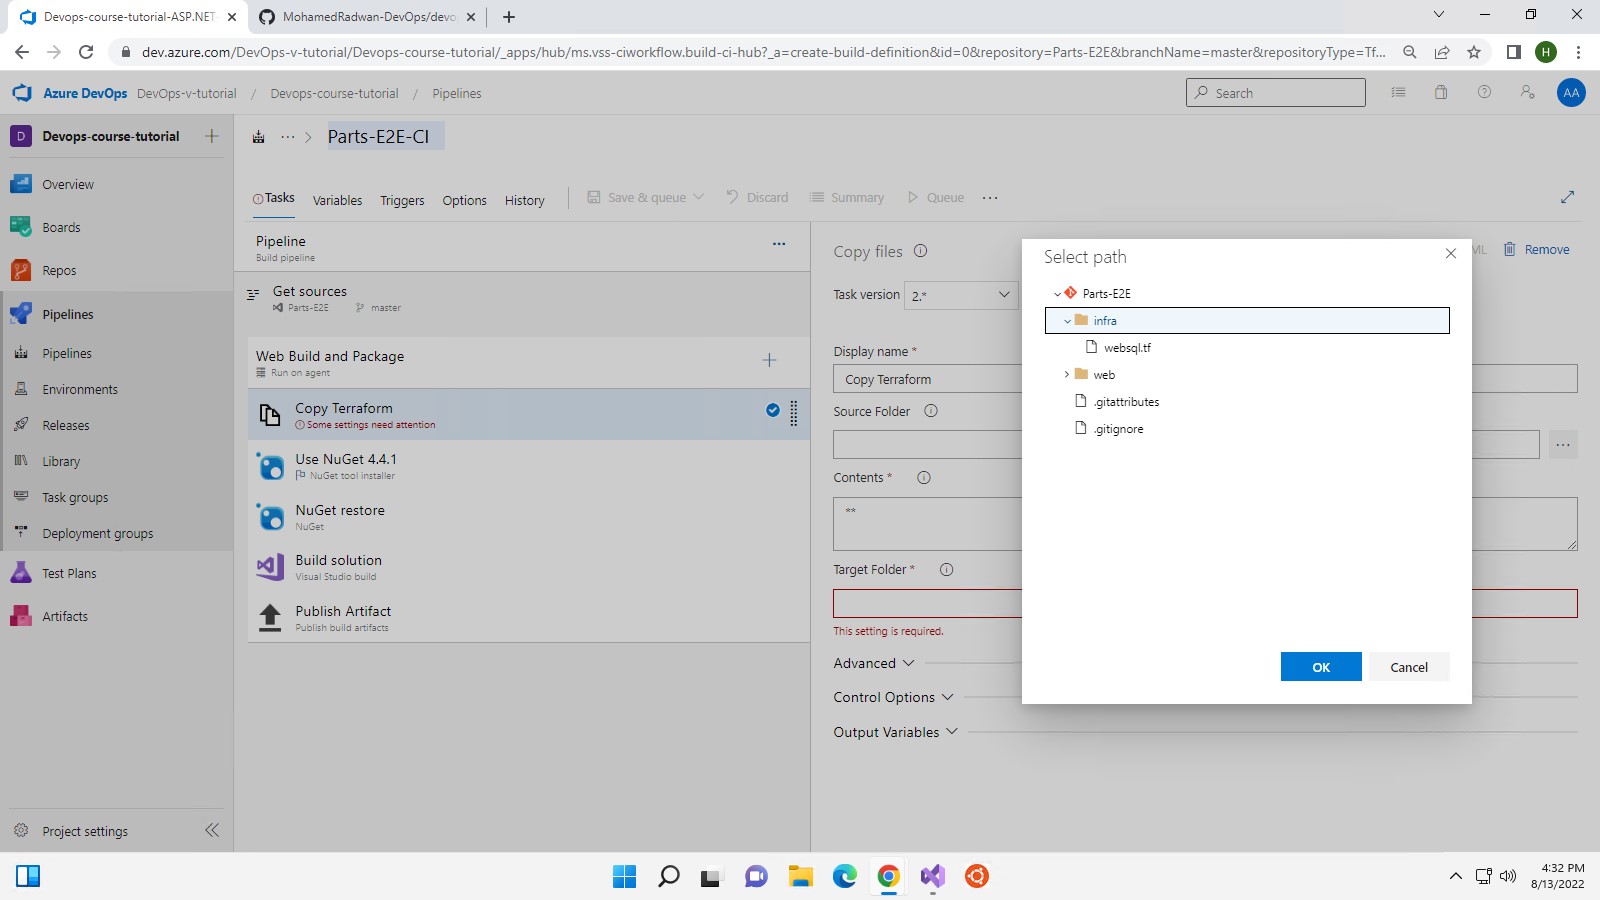 Devops-course-tutorial-ASP.NET-
MohamedRadwan-DevOps/devo
dev.azure.com/DevOps-v-tutorial/Devops-course-tutorial/_apps/hub/ms.vss-ciworkflow.build-ci-hub?_a=create-build-definition&id=0&repository=Parts-E2E&branchName=master&repositoryType=Tf...
H
Azure DevOps DevOps-v-tutorial / Devops-course-tutorial / Pipelines
Search
AA
D Devops-course-tutorial
Overview
Boards
Repos
Pipelines
Pipelines
Environments
Releases
Library
Task groups
Deployment groups
Test Plans
Artifacts
Project settings
Parts-E2E-CI
Tasks Variables Triggers Options History Save & queue Discard Summary Queue
Pipeline
Build pipeline
Get sources
Parts-E2E master
Web Build and Package
Run on agent
Copy Terraform
Some settings need attention
Use NuGet 4.4.1
NuGet tool installer
NuGet restore
NuGet
Build solution
Visual Studio build
Publish Artifact
Publish build artifacts
Copy files
ML Remove
Task version 2.*
Display name *
Copy Terraform
Source Folder
Contents *
**
Target Folder *
This setting is required.
Advanced
Control Options
Output Variables
Select path
Parts-E2E
infra
websql.tf
web
.gitattributes
.gitignore
OK Cancel
4:32 PM
8/13/2022